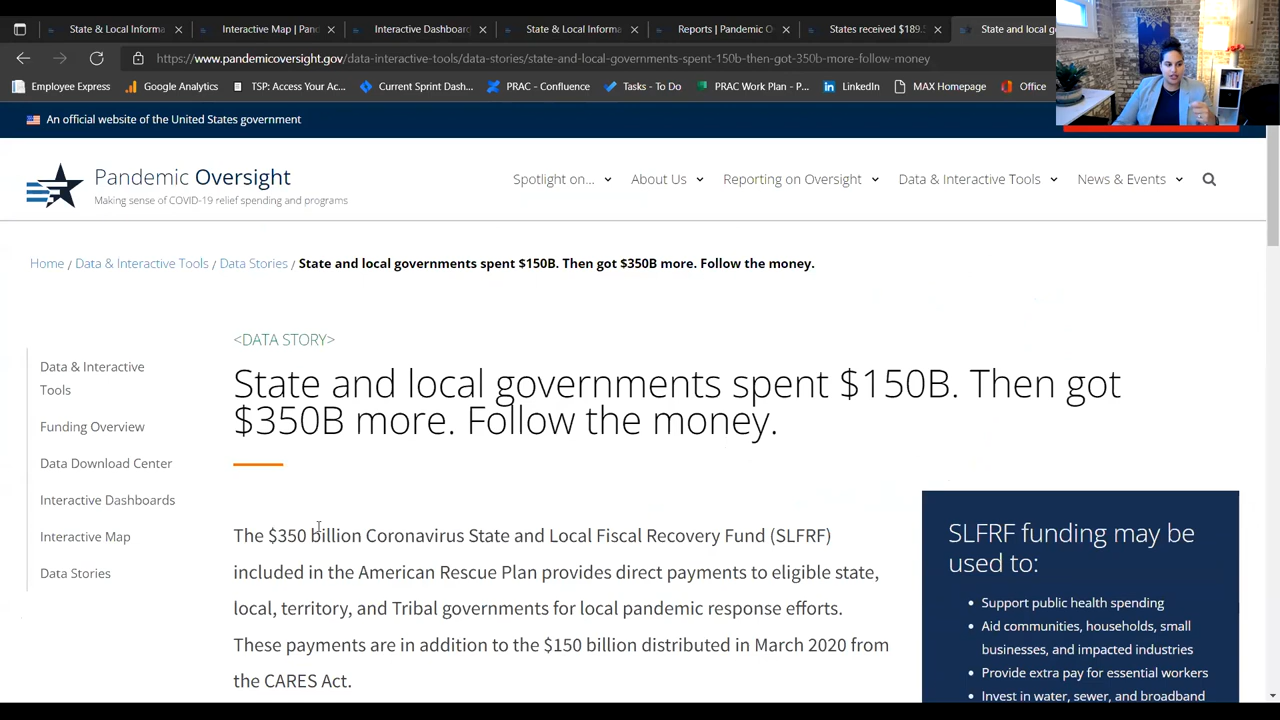 State & Local Informa
Interactive Map | Pand
Interactive Dashboa
State & Local Informa
Reports | Pandemic O
States received $189.
State and local g
https://www.pandemicoversight.gov/data-interactive-tools/data-stories/state-and-local-governments-spent-150b-then-got-350b-more-follow-money
Employee Express
Google Analytics
TSP: Access Your Ac...
Current Sprint Dash...
PRAC - Confluence
Tasks - To Do
PRAC Work Plan - P...
LinkedIn
MAX Homepage
Office
An official website of the United States government
Pandemic Oversight
Making sense of COVID-19 relief spending and programs
Spotlight on...
About Us
Reporting on Oversight
Data & Interactive Tools
News & Events
Home / Data & Interactive Tools / Data Stories / State and local governments spent $150B. Then got $350B more. Follow the money.
Data & Interactive
Tools
Funding Overview
Data Download Center
Interactive Dashboards
Interactive Map
Data Stories
<DATA STORY>
State and local governments spent $150B. Then got
$350B more. Follow the money.
The $350 billion Coronavirus State and Local Fiscal Recovery Fund (SLFRF)
included in the American Rescue Plan provides direct payments to eligible state,
local, territory, and Tribal governments for local pandemic response efforts.
These payments are in addition to the $150 billion distributed in March 2020 from
the CARES Act.
SLFRF funding may be
used to:
• Support public health spending
• Aid communities, households, small
businesses, and impacted industries
• Provide extra pay for essential workers
• Invest in water, sewer, and broadband